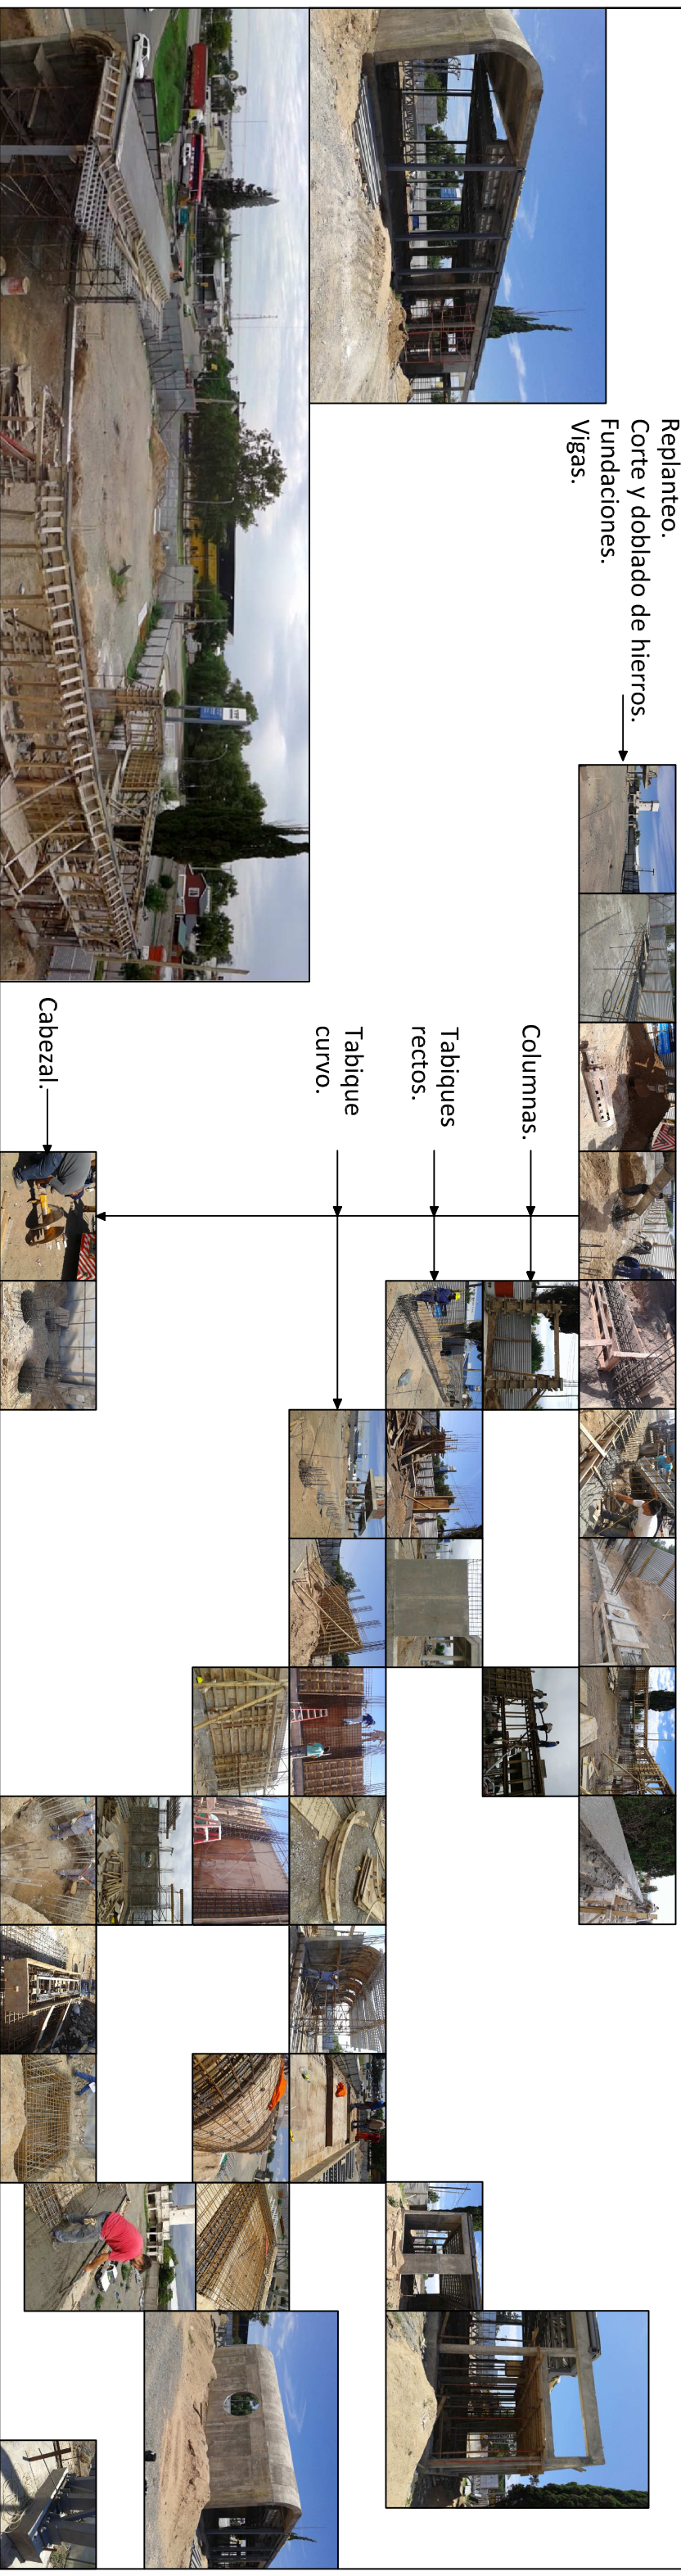 Replanteo.
Corte y doblado de hierros.
Fundaciones.
Vigas.
Columnas.
Tabiques
rectos.
Tabique
curvo.
Cabezal.